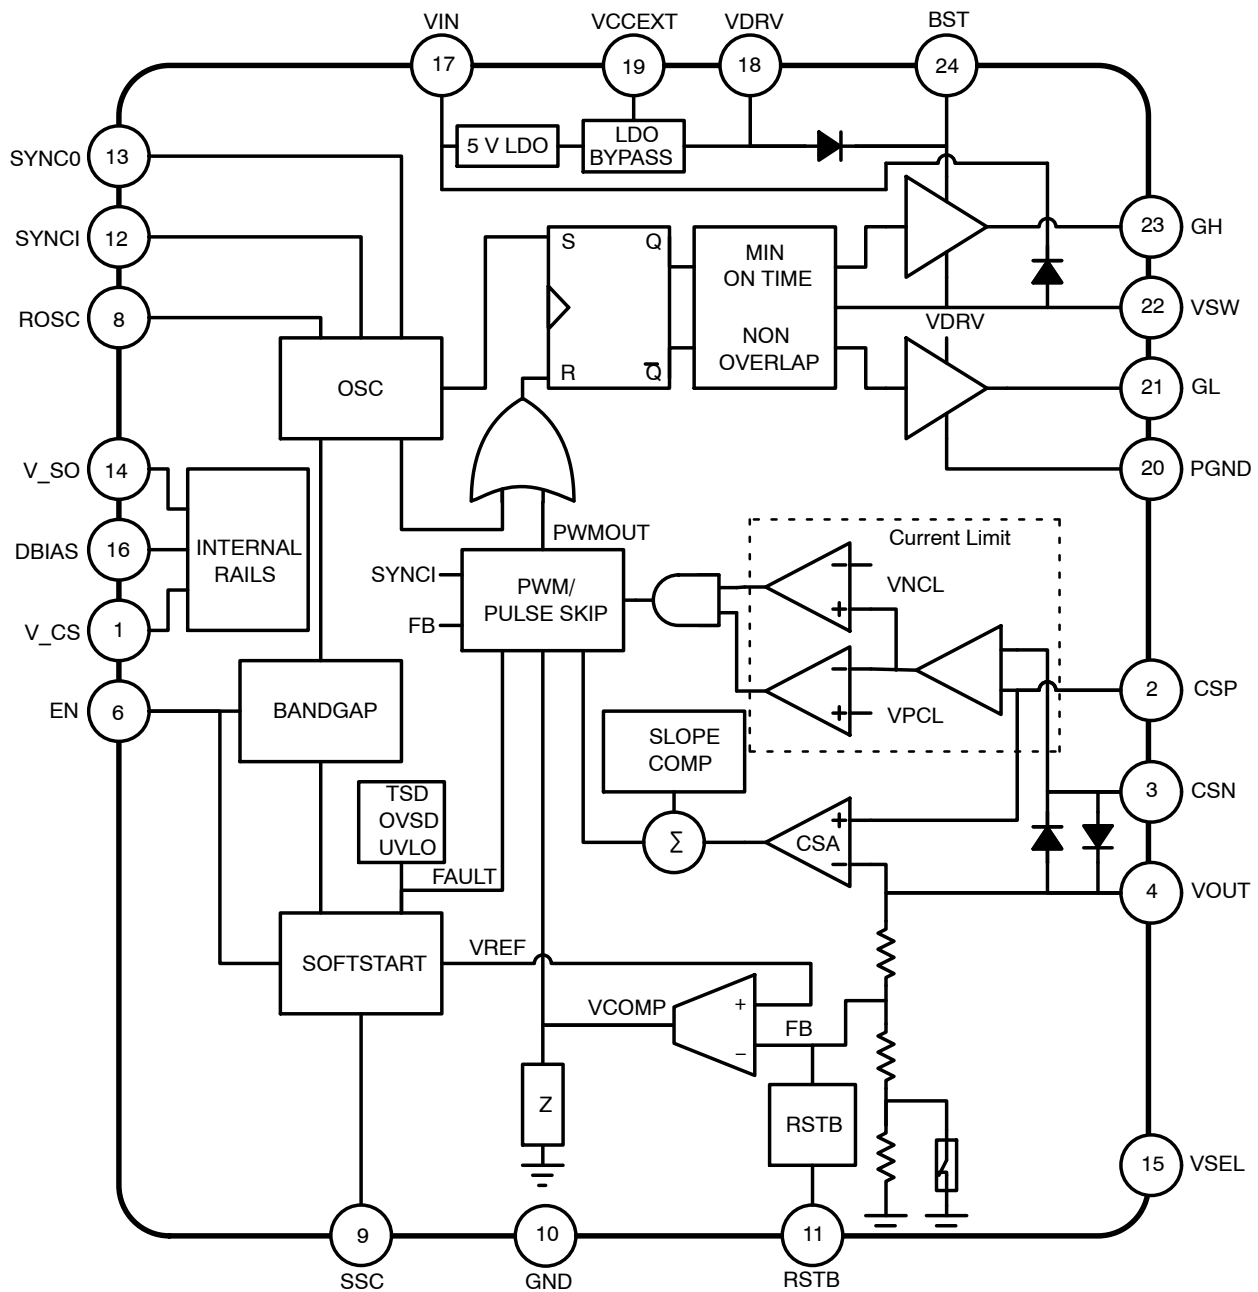 VIN
VCCEXT
VDRV
BST
17
19
18
24
5 V LDO
LDO
BYPASS
SYNC0
13
SYNCI
12
ROSC
8
OSC
S
Q
R
Q̅
MIN
ON TIME
NON
OVERLAP
VDRV
23
GH
22
VSW
21
GL
20
PGND
V_SO
14
DBIAS
16
V_CS
1
INTERNAL
RAILS
EN
6
BANDGAP
PWMOUT
SYNCI
FB
PWM/
PULSE SKIP
Current Limit
VNCL
VPCL
−
+
−
+
2
CSP
3
CSN
4
VOUT
SLOPE
COMP
Σ
CSA
+
−
TSD
OVSD
UVLO
FAULT
SOFTSTART
VREF
VCOMP
+
−
FB
Z
RSTB
15
VSEL
9
SSC
10
GND
11
RSTB